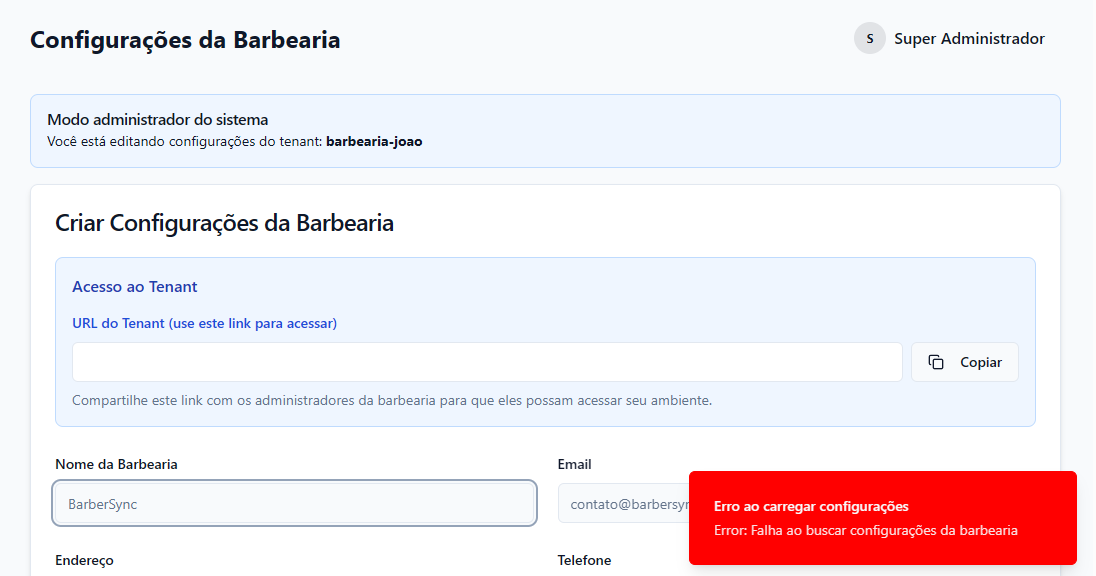 Configurações da Barbearia
S
Super Administrador
Modo administrador do sistema
Você está editando configurações do tenant: barbearia-joao
Criar Configurações da Barbearia
Acesso ao Tenant
URL do Tenant (use este link para acessar)
Copiar
Compartilhe este link com os administradores da barbearia para que eles possam acessar seu ambiente.
Nome da Barbearia
Email
BarberSync
Erro ao carregar configurações
Error: Falha ao buscar configurações da barbearia
Endereço
Telefone